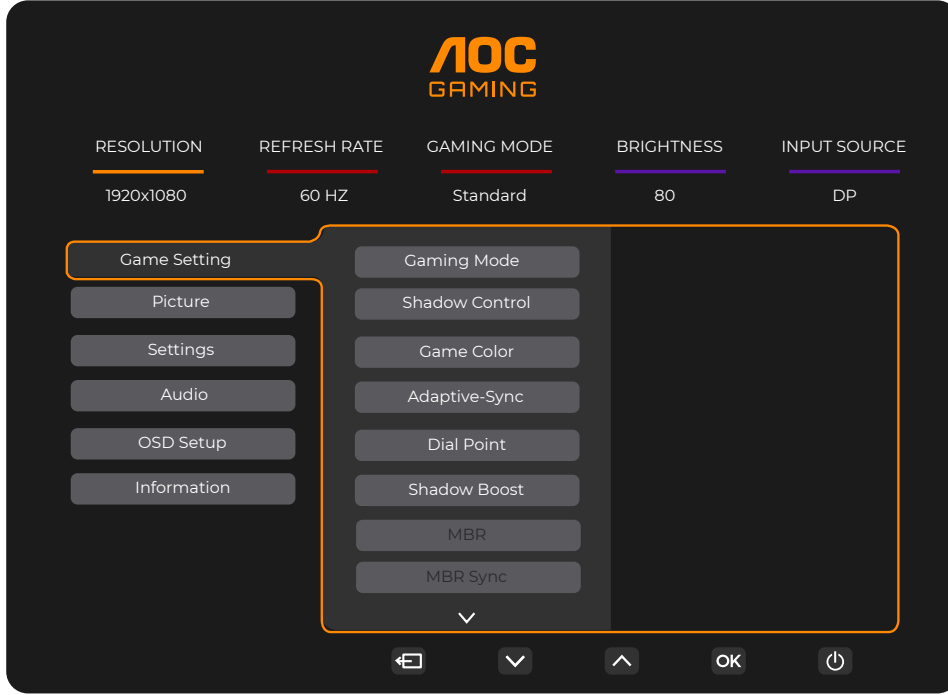 AOC
GAMING
RESOLUTION REFRESH RATE GAMING MODE BRIGHTNESS INPUT SOURCE
1920x1080 60 HZ Standard 80 DP
Game Setting
Picture
Settings
Audio
OSD Setup
Information
Gaming Mode
Shadow Control
Game Color
Adaptive-Sync
Dial Point
Shadow Boost
MBR
MBR Sync
OK